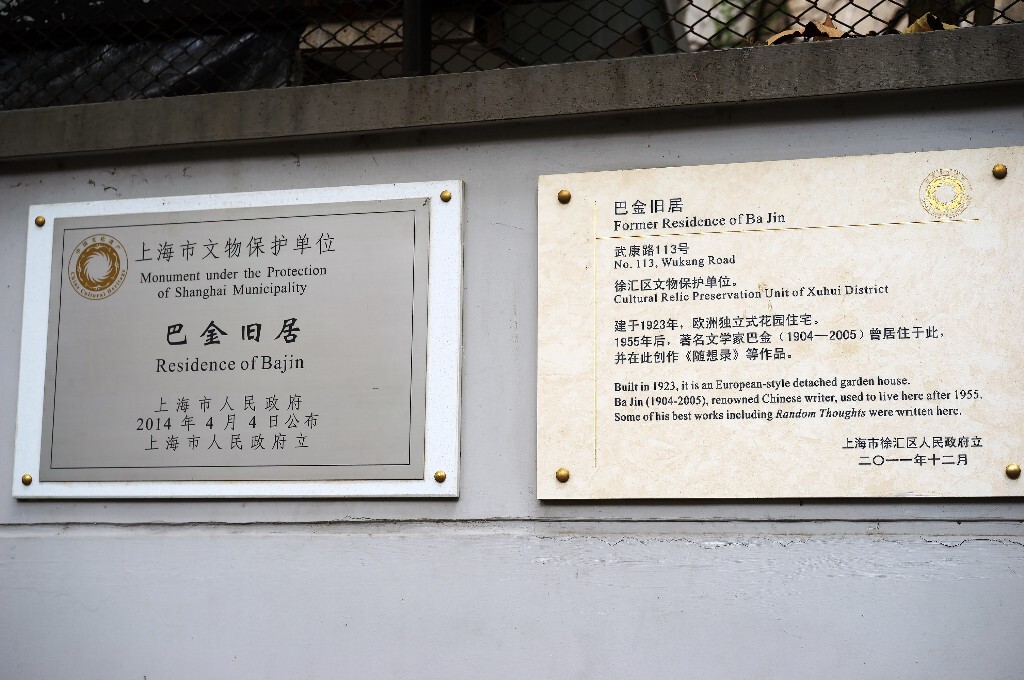 上海市文物保护单位
Monument under the Protection
of Shanghai Municipality
巴金旧居
Residence of Bajin
上海市人民政府
2014年4月4日公布
上海市人民政府立
巴金旧居
Former Residence of Ba Jin
武康路113号
No. 113, Wukang Road
徐汇区文物保护单位。
Cultural Relic Preservation Unit of Xuhui District
建于1923年，欧洲独立式花园住宅。
1955年后，著名文学家巴金（1904—2005）曾居住于此，
并在此创作《随想录》等作品。
Built in 1923, it is an European-style detached garden house.
Ba Jin (1904-2005), renowned Chinese writer, used to live here after 1955.
Some of his best works including Random Thoughts were written here.
上海市徐汇区人民政府立
二〇一一年十二月